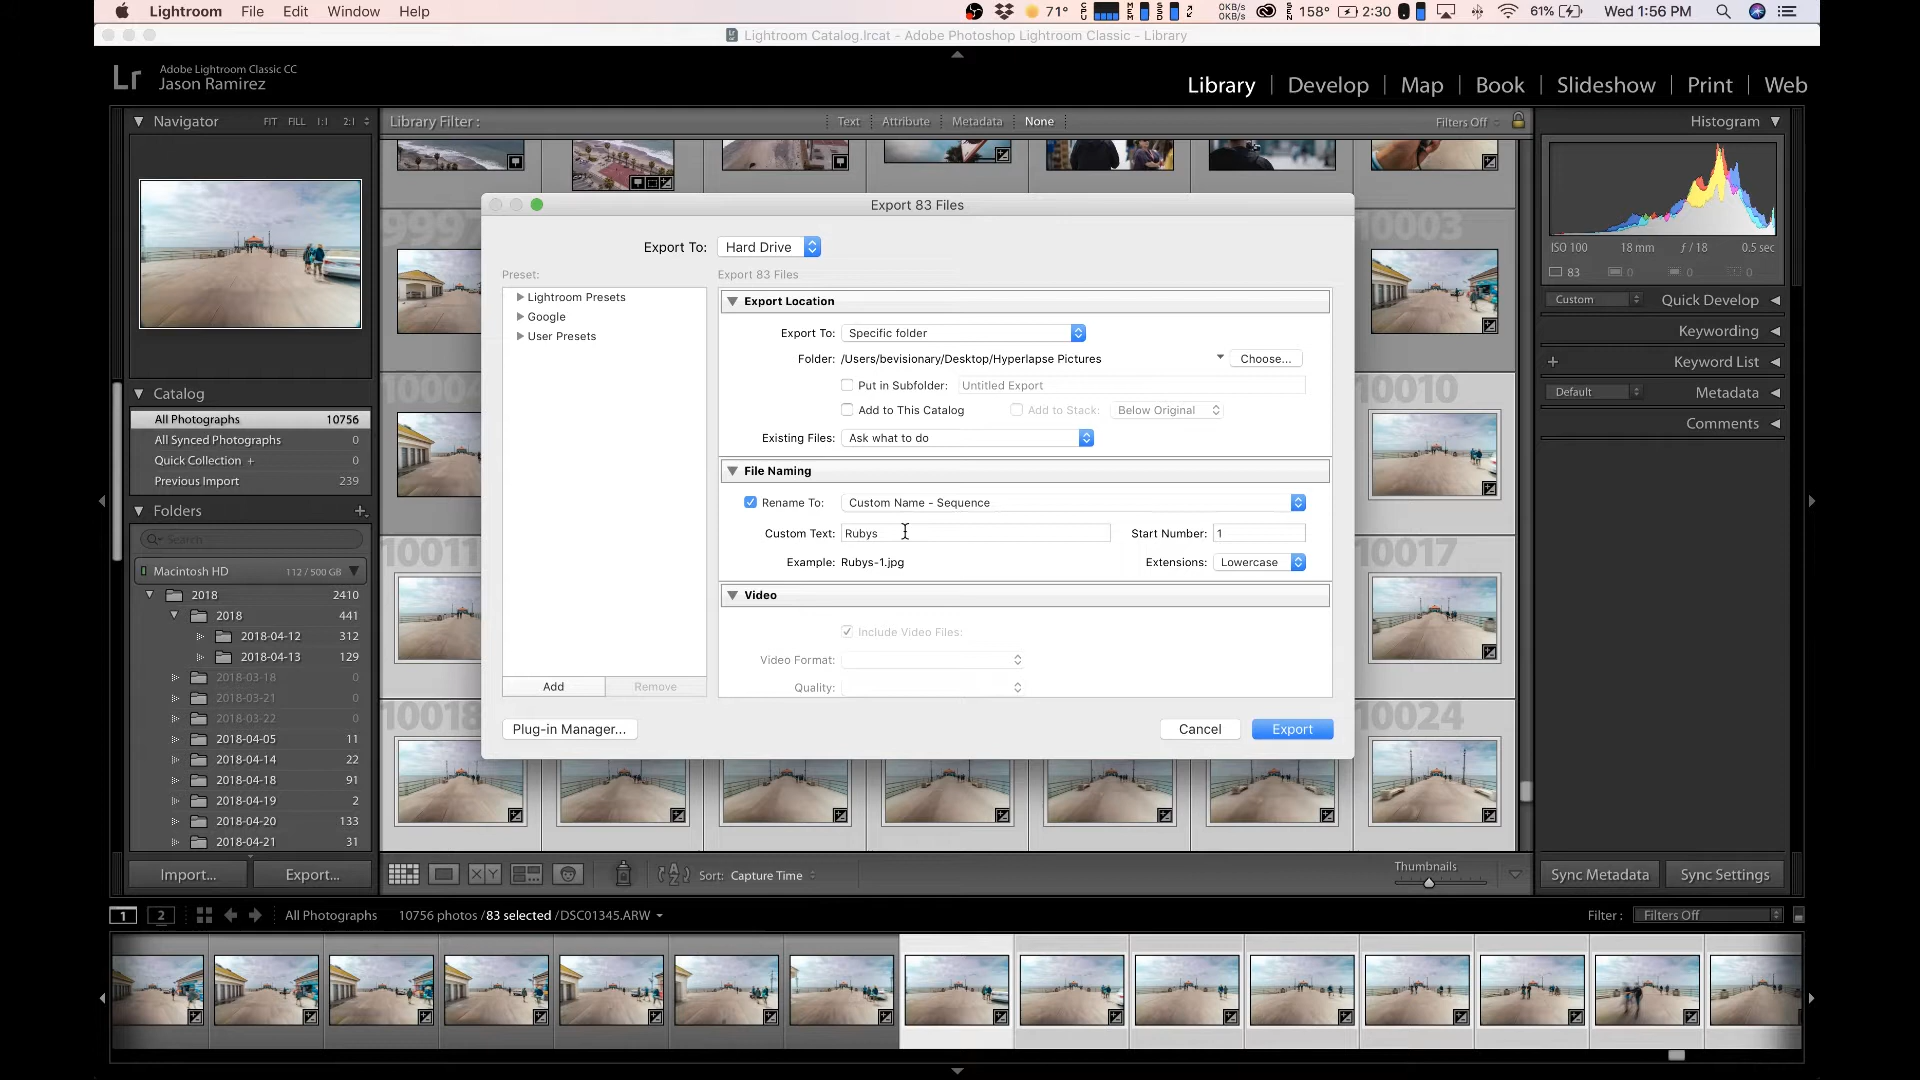 Lightroom File Edit Window Help 71° CPU MEM SSD 0KB/s 0KB/s SEN 158° 2:30 61% Wed 1:56 PM
Lightroom Catalog.lrcat - Adobe Photoshop Lightroom Classic - Library
Lr Adobe Lightroom Classic CC
Jason Ramirez
Library | Develop | Map | Book | Slideshow | Print | Web
Navigator FIT FILL 1:1 2:1
Library Filter : Text Attribute Metadata None Filters Off
Histogram
ISO 100 18 mm ƒ / 18 0.5 sec
83 0 0 0
Custom Quick Develop
Keywording
+ Keyword List
Default Metadata
Comments
Catalog
All Photographs 10756
All Synced Photographs 0
Quick Collection + 0
Previous Import 239
Folders +
Search
Macintosh HD 112 / 500 GB
2018 2410
2018 441
2018-04-12 312
2018-04-13 129
2018-03-18 0
2018-03-21 0
2018-03-22 0
2018-04-05 11
2018-04-14 22
2018-04-18 91
2018-04-19 2
2018-04-20 133
2018-04-21 31
Import... Export...
9997 10003
10004 10010
10011 10017
10018 10024
Export 83 Files
Export To: Hard Drive
Preset:
Lightroom Presets
Google
User Presets
Add Remove
Export 83 Files
Export Location
Export To: Specific folder
Folder: /Users/bevisionary/Desktop/Hyperlapse Pictures Choose...
Put in Subfolder: Untitled Export
Add to This Catalog Add to Stack: Below Original
Existing Files: Ask what to do
File Naming
Rename To: Custom Name - Sequence
Custom Text: Rubys Start Number: 1
Example: Rubys-1.jpg Extensions: Lowercase
Video
Include Video Files:
Video Format:
Quality:
Plug-in Manager... Cancel Export
Sort: Capture Time Thumbnails
Sync Metadata Sync Settings
1 2 All Photographs 10756 photos / 83 selected / DSC01345.ARW Filter : Filters Off